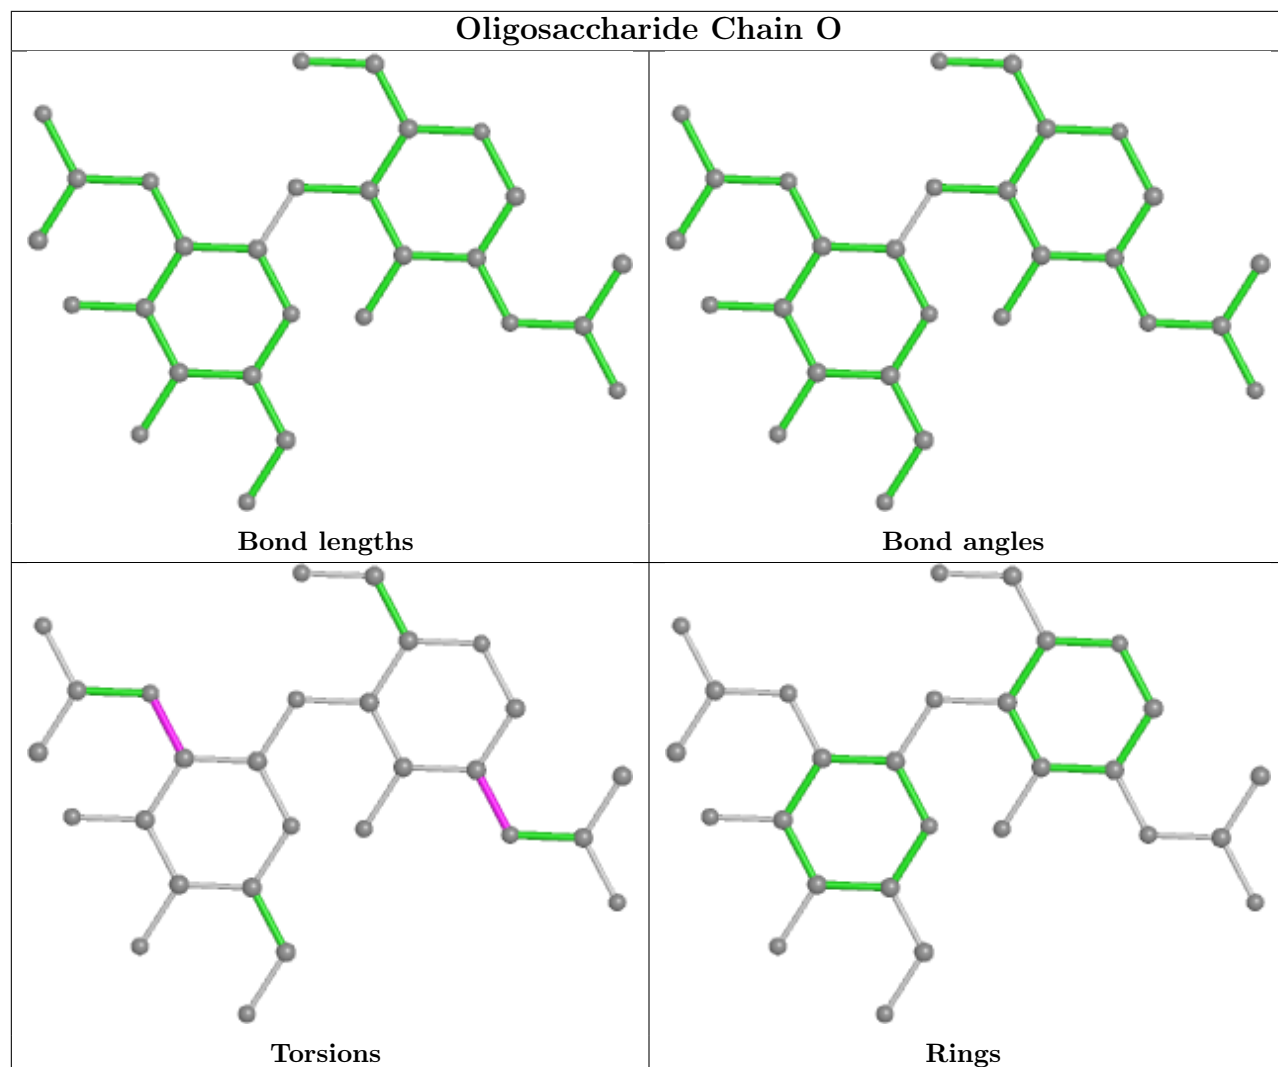 Oligosaccharide Chain O
Bond lengths
Bond angles
Torsions
Rings